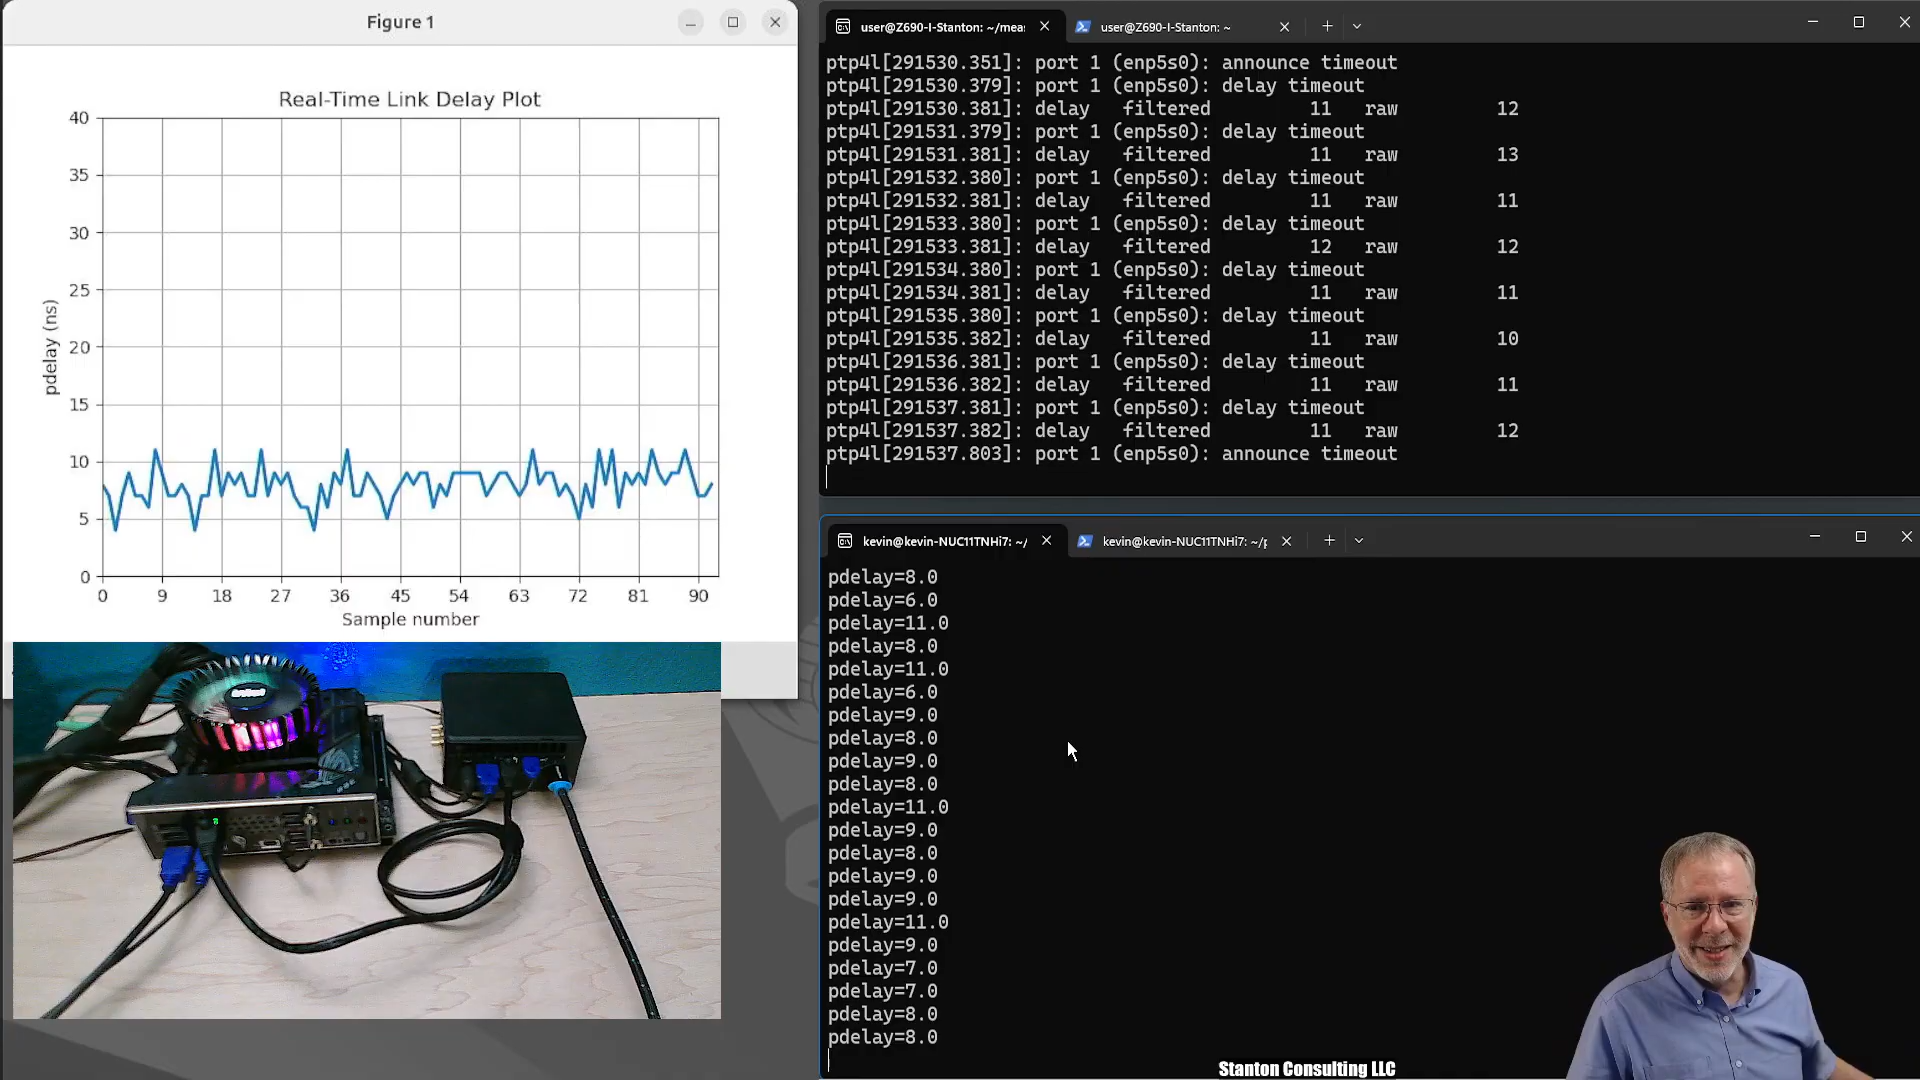 Figure 1
Real-Time Link Delay Plot
40
35
30
25
20
15
10
5
0
pdelay (ns)
0 9 18 27 36 45 54 63 72 81 90
Sample number
user@Z690-I-Stanton: ~/mea
user@Z690-I-Stanton: ~
ptp4l[291530.351]: port 1 (enp5s0): announce timeout
ptp4l[291530.379]: port 1 (enp5s0): delay timeout
ptp4l[291530.381]: delay filtered 11 raw 12
ptp4l[291531.379]: port 1 (enp5s0): delay timeout
ptp4l[291531.381]: delay filtered 11 raw 13
ptp4l[291532.380]: port 1 (enp5s0): delay timeout
ptp4l[291532.381]: delay filtered 11 raw 11
ptp4l[291533.380]: port 1 (enp5s0): delay timeout
ptp4l[291533.381]: delay filtered 12 raw 12
ptp4l[291534.380]: port 1 (enp5s0): delay timeout
ptp4l[291534.381]: delay filtered 11 raw 11
ptp4l[291535.380]: port 1 (enp5s0): delay timeout
ptp4l[291535.382]: delay filtered 11 raw 10
ptp4l[291536.381]: port 1 (enp5s0): delay timeout
ptp4l[291536.382]: delay filtered 11 raw 11
ptp4l[291537.381]: port 1 (enp5s0): delay timeout
ptp4l[291537.382]: delay filtered 11 raw 12
ptp4l[291537.803]: port 1 (enp5s0): announce timeout
kevin@kevin-NUC11TNHi7: ~/
kevin@kevin-NUC11TNHi7: ~/p
pdelay=8.0
pdelay=6.0
pdelay=11.0
pdelay=8.0
pdelay=11.0
pdelay=6.0
pdelay=9.0
pdelay=8.0
pdelay=9.0
pdelay=8.0
pdelay=11.0
pdelay=9.0
pdelay=8.0
pdelay=9.0
pdelay=9.0
pdelay=11.0
pdelay=9.0
pdelay=7.0
pdelay=7.0
pdelay=8.0
pdelay=8.0
Stanton Consulting LLC